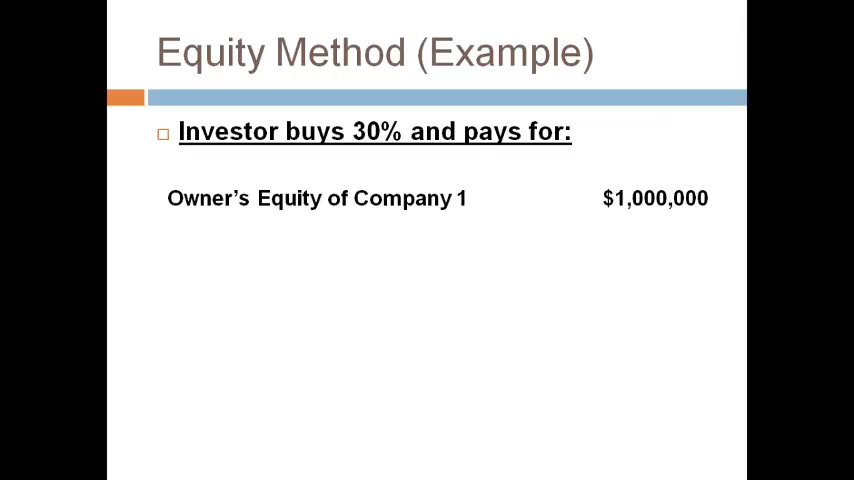 Equity Method (Example)
Investor buys 30% and pays for:
Owner's Equity of Company 1 $1,000,000